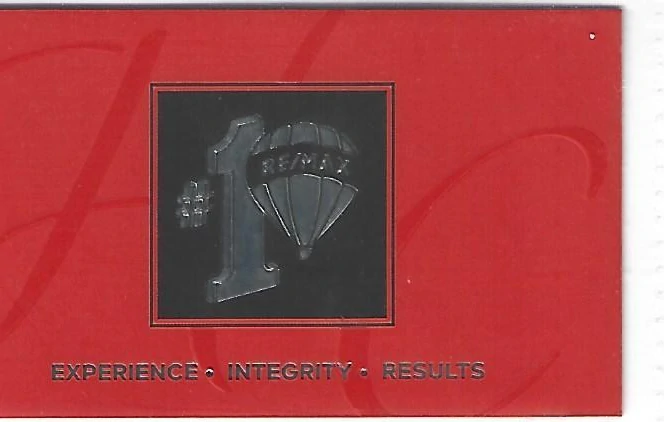 #1
RE/MAX
EXPERIENCE • INTEGRITY • RESULTS